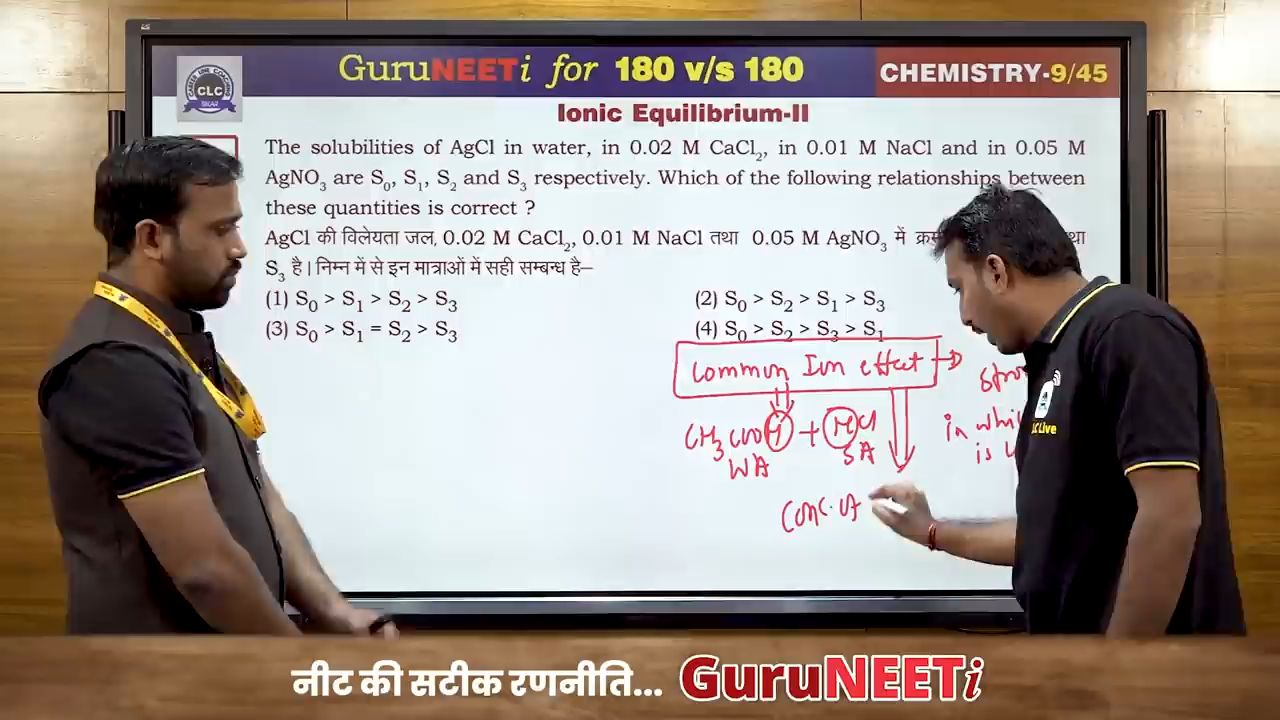 GuruNEETi for 180 v/s 180
CHEMISTRY-9/45
CLC
SIKAR
Ionic Equilibrium-II
The solubilities of AgCl in water, in 0.02 M CaCl₂, in 0.01 M NaCl and in 0.05 M
AgNO₃ are S₀, S₁, S₂ and S₃ respectively. Which of the following relationships between
these quantities is correct ?
AgCl की विलेयता जल, 0.02 M CaCl₂, 0.01 M NaCl तथा 0.05 M AgNO₃ में
S₃ है। निम्न में से इन मात्राओं में सही सम्बन्ध है–
(1) S₀ > S₁ > S₂ > S₃
(2) S₀ > S₂ > S₁ > S₃
(3) S₀ > S₁ = S₂ > S₃
(4) S₀ > S₂ > S₃ > S₁
Common Ion effect →
CH₃COOH + HCl
WA SA
in
is
Conc. of
Live
नीट की सटीक रणनीति... GuruNEETi